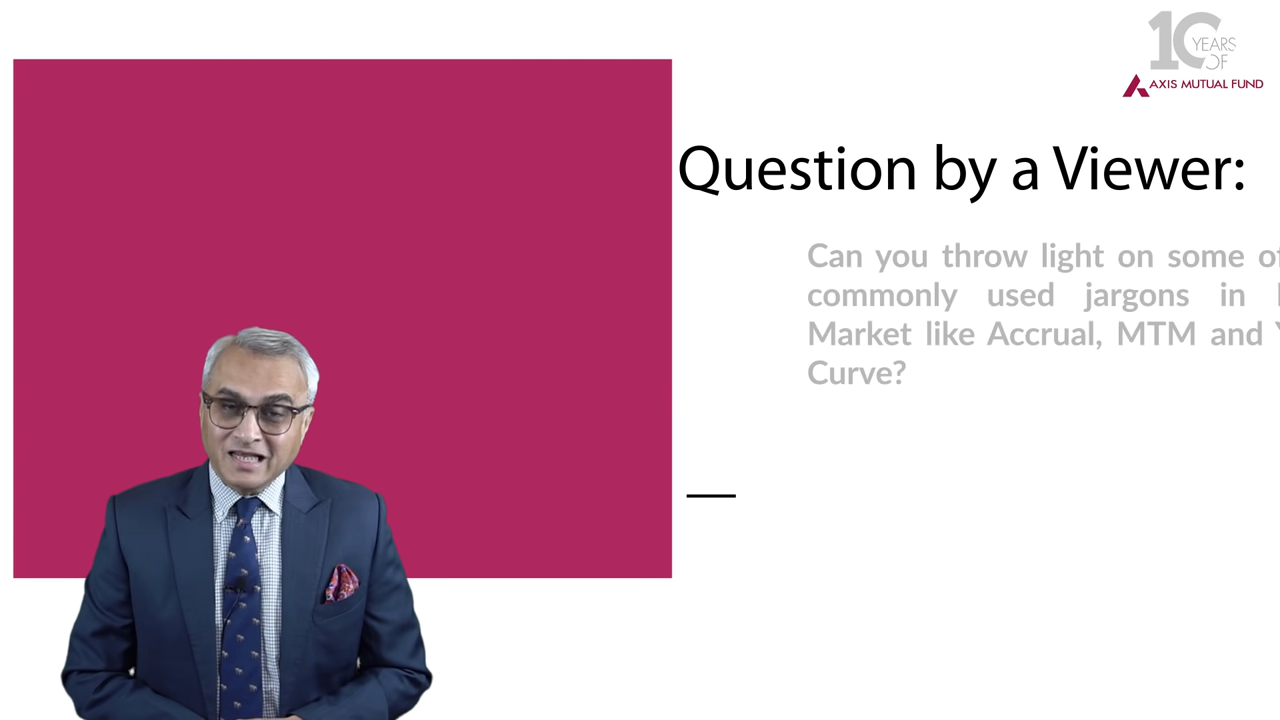 10
YEARS
OF
AXIS MUTUAL FUND
Question by a Viewer:
Can you throw light on some of
commonly used jargons in
Market like Accrual, MTM and
Curve?